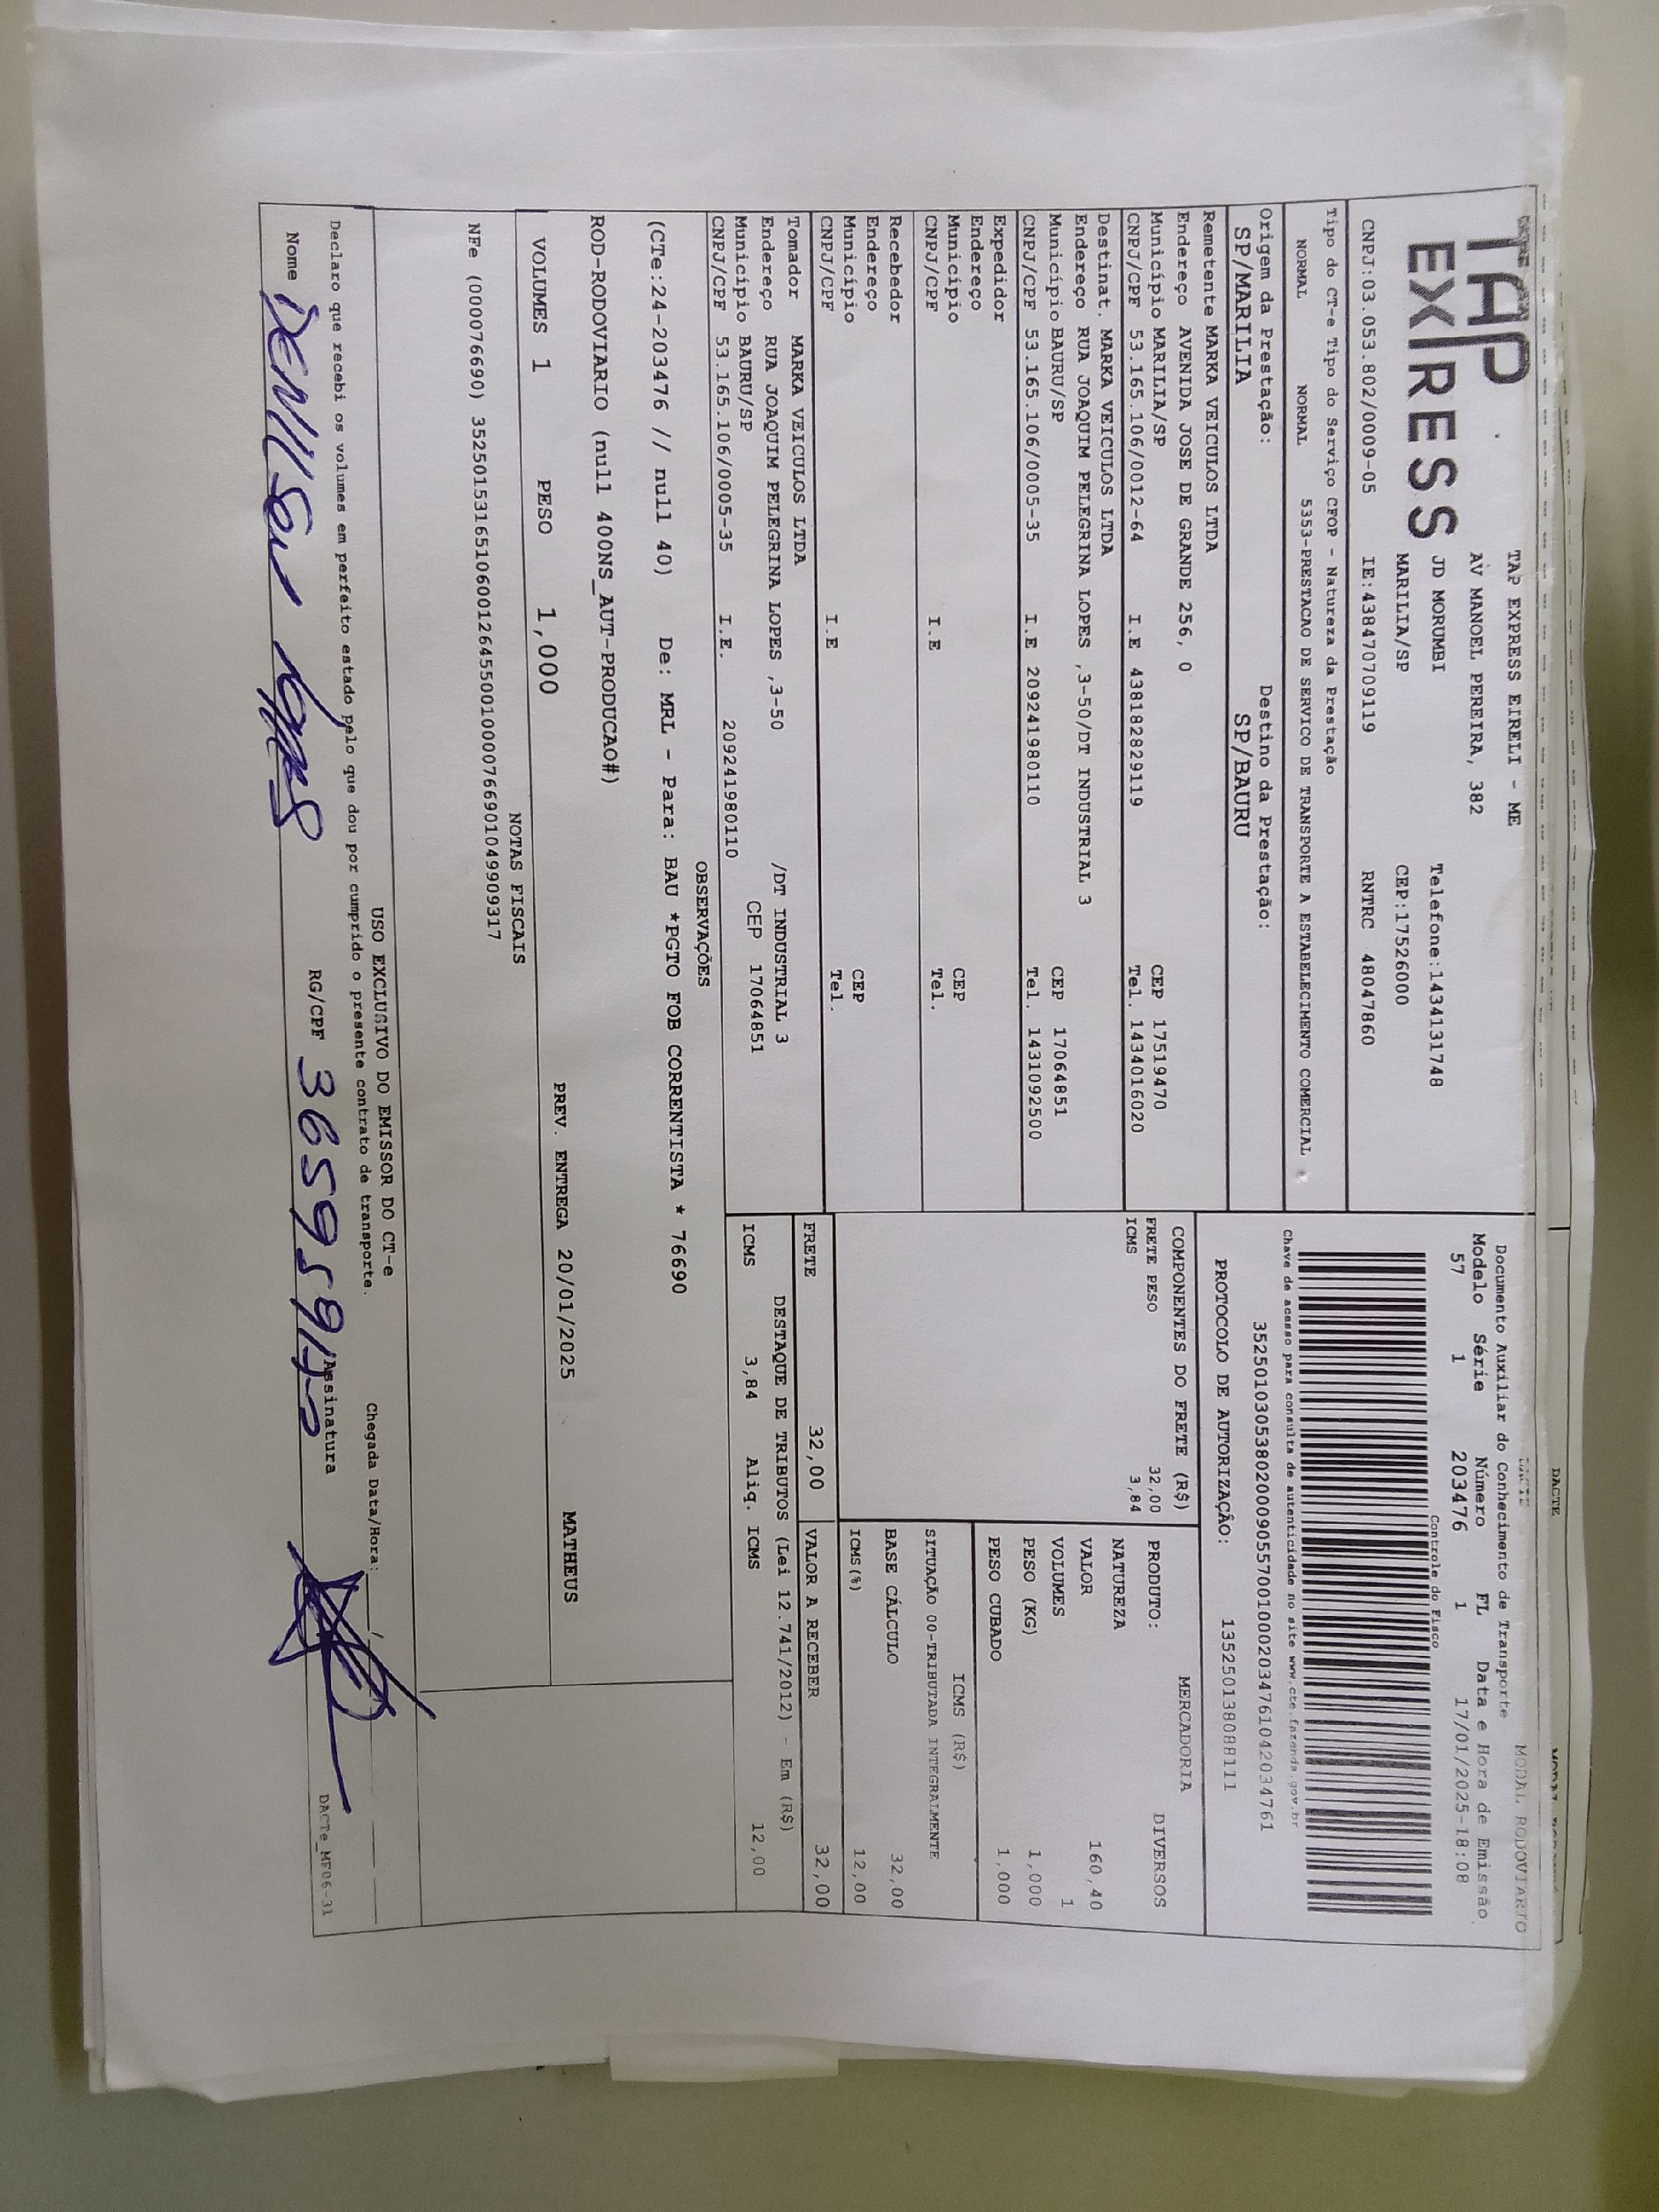 DACTE
TAP EXPRESS
TAP EXPRESS EIRELI - ME
AV MANOEL PEREIRA, 382
JD MORUMBI
Telefone:1434131748
MARILIA/SP
CEP:17526000
CNPJ:03.053.802/0009-05 IE:438470709119 RNTRC 48047860
MODAL RODOVIARIO
Documento Auxiliar do Conhecimento de Transporte
Modelo Série Número FL Data e Hora de Emissão
57 1 203476 1 17/01/2025-18:08
Controle do Fisco
Tipo do CT-e Tipo do Serviço CFOP - Natureza da Prestação
NORMAL NORMAL 5353-PRESTACAO DE SERVICO DE TRANSPORTE A ESTABELECIMENTO COMERCIAL
Chave de acesso para consulta de autenticidade no site www.cte.fazenda.gov.br
35250103053802000905570010002034761042034761
Origem da Prestação: Destino da Prestação:
SP/MARILIA SP/BAURU
PROTOCOLO DE AUTORIZAÇÃO: 135250138088111
Remetente MARKA VEICULOS LTDA
Endereço AVENIDA JOSE DE GRANDE 256, 0
Município MARILIA/SP CEP 17519470
CNPJ/CPF 53.165.106/0012-64 I.E 438182829119 Tel. 1434016020
Destinat. MARKA VEICULOS LTDA
Endereço RUA JOAQUIM PELEGRINA LOPES ,3-50/DT INDUSTRIAL 3
Município BAURU/SP CEP 17064851
CNPJ/CPF 53.165.106/0005-35 I.E 209241980110 Tel. 1431092500
Expedidor
Endereço
Município CEP
CNPJ/CPF I.E Tel.
Recebedor
Endereço
Município CEP
CNPJ/CPF I.E Tel.
COMPONENTES DO FRETE (R$)
FRETE PESO 32,00
ICMS 3,84
MERCADORIA
PRODUTO: DIVERSOS
NATUREZA
VALOR 160,40
VOLUMES 1
PESO (KG) 1,000
PESO CUBADO 1,000
ICMS (R$)
SITUAÇÃO 00-TRIBUTADA INTEGRALMENTE
BASE CÁLCULO 32,00
ICMS(%) 12,00
FRETE 32,00 VALOR A RECEBER 32,00
Tomador MARKA VEICULOS LTDA
Endereço RUA JOAQUIM PELEGRINA LOPES ,3-50 /DT INDUSTRIAL 3
Município BAURU/SP CEP 17064851
CNPJ/CPF 53.165.106/0005-35 I.E. 209241980110
DESTAQUE DE TRIBUTOS (Lei 12.741/2012) - Em (R$)
ICMS 3,84 Aliq. ICMS 12,00
OBSERVAÇÕES
(CTe:24-203476 // null 40) De: MRL - Para: BAU *PGTO FOB CORRENTISTA * 76690
ROD-RODOVIARIO (null 400NS_AUT-PRODUCAO#)
VOLUMES 1 PESO 1,000 PREV. ENTREGA 20/01/2025 MATHEUS
NOTAS FISCAIS
NFe (000076690) 35250153165106001264550010000766901049909317
USO EXCLUSIVO DO EMISSOR DO CT-e
Declaro que recebi os volumes em perfeito estado pelo que dou por cumprido o presente contrato de transporte.
Chegada Data/Hora: / 
Nome RG/CPF Assinatura
DACTe_MF06-31